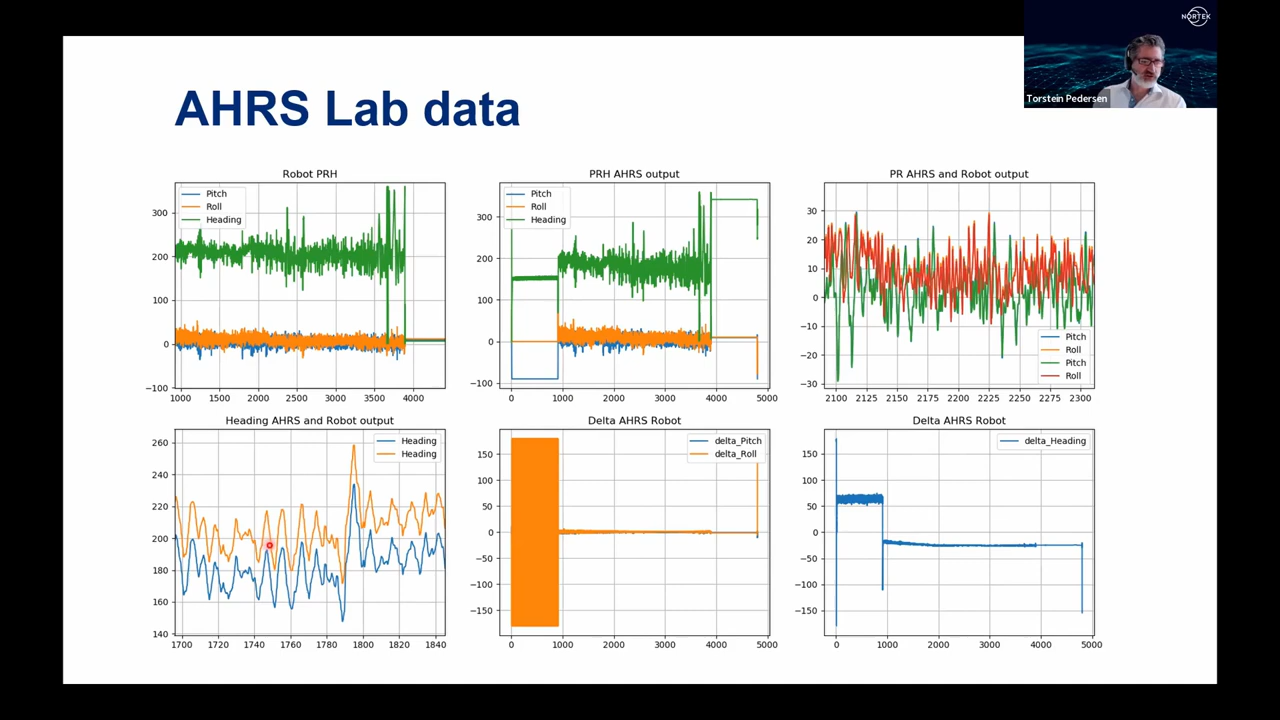 NORTEK
Torstein Pedersen
AHRS Lab data
Robot PRH
Pitch
Roll
Heading
300
200
100
0
−100
1000 1500 2000 2500 3000 3500 4000
PRH AHRS output
Pitch
Roll
Heading
300
200
100
0
−100
0 1000 2000 3000 4000 5000
PR AHRS and Robot output
30
20
10
0
−10
−20
−30
Pitch
Roll
Pitch
Roll
2100 2125 2150 2175 2200 2225 2250 2275 2300
Heading AHRS and Robot output
Heading
Heading
260
240
220
200
180
160
140
1700 1720 1740 1760 1780 1800 1820 1840
Delta AHRS Robot
delta_Pitch
delta_Roll
150
100
50
0
−50
−100
−150
0 1000 2000 3000 4000 5000
Delta AHRS Robot
delta_Heading
150
100
50
0
−50
−100
−150
0 1000 2000 3000 4000 5000